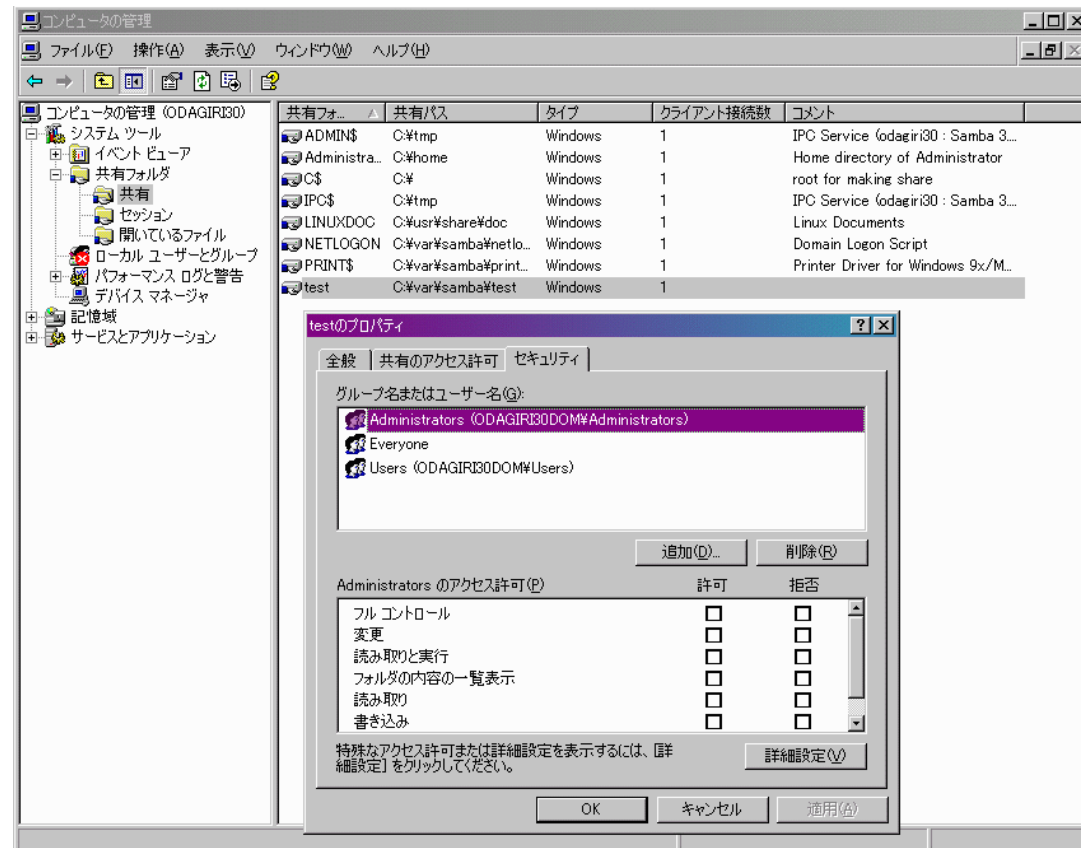 コンピュータの管理
ファイル(F) 操作(A) 表示(V) ウィンドウ(W) ヘルプ(H)
コンピュータの管理 (ODAGIRI30)
システム ツール
イベント ビューア
共有フォルダ
共有
セッション
開いているファイル
ローカル ユーザーとグループ
パフォーマンス ログと警告
デバイス マネージャ
記憶域
サービスとアプリケーション
共有フォ... 共有パス タイプ クライアント接続数 コメント
ADMIN$ C:¥tmp Windows 1 IPC Service (odagiri30 : Samba 3....
Administra... C:¥home Windows 1 Home directory of Administrator
C$ C:¥ Windows 1 root for making share
IPC$ C:¥tmp Windows 1 IPC Service (odagiri30 : Samba 3....
LINUXDOC C:¥usr¥share¥doc Windows 1 Linux Documents
NETLOGON C:¥var¥samba¥netlo... Windows 1 Domain Logon Script
PRINT$ C:¥var¥samba¥print... Windows 1 Printer Driver for Windows 9x/M...
test C:¥var¥samba¥test Windows 1
testのプロパティ
全般 共有のアクセス許可 セキュリティ
グループ名またはユーザー名(G):
Administrators (ODAGIRI30DOM¥Administrators)
Everyone
Users (ODAGIRI30DOM¥Users)
追加(D)... 削除(R)
Administrators のアクセス許可(P) 許可 拒否
フル コントロール
変更
読み取りと実行
フォルダの内容の一覧表示
読み取り
書き込み
特殊なアクセス許可または詳細設定を表示するには、[詳
細設定] をクリックしてください。
詳細設定(V)
OK キャンセル 適用(A)